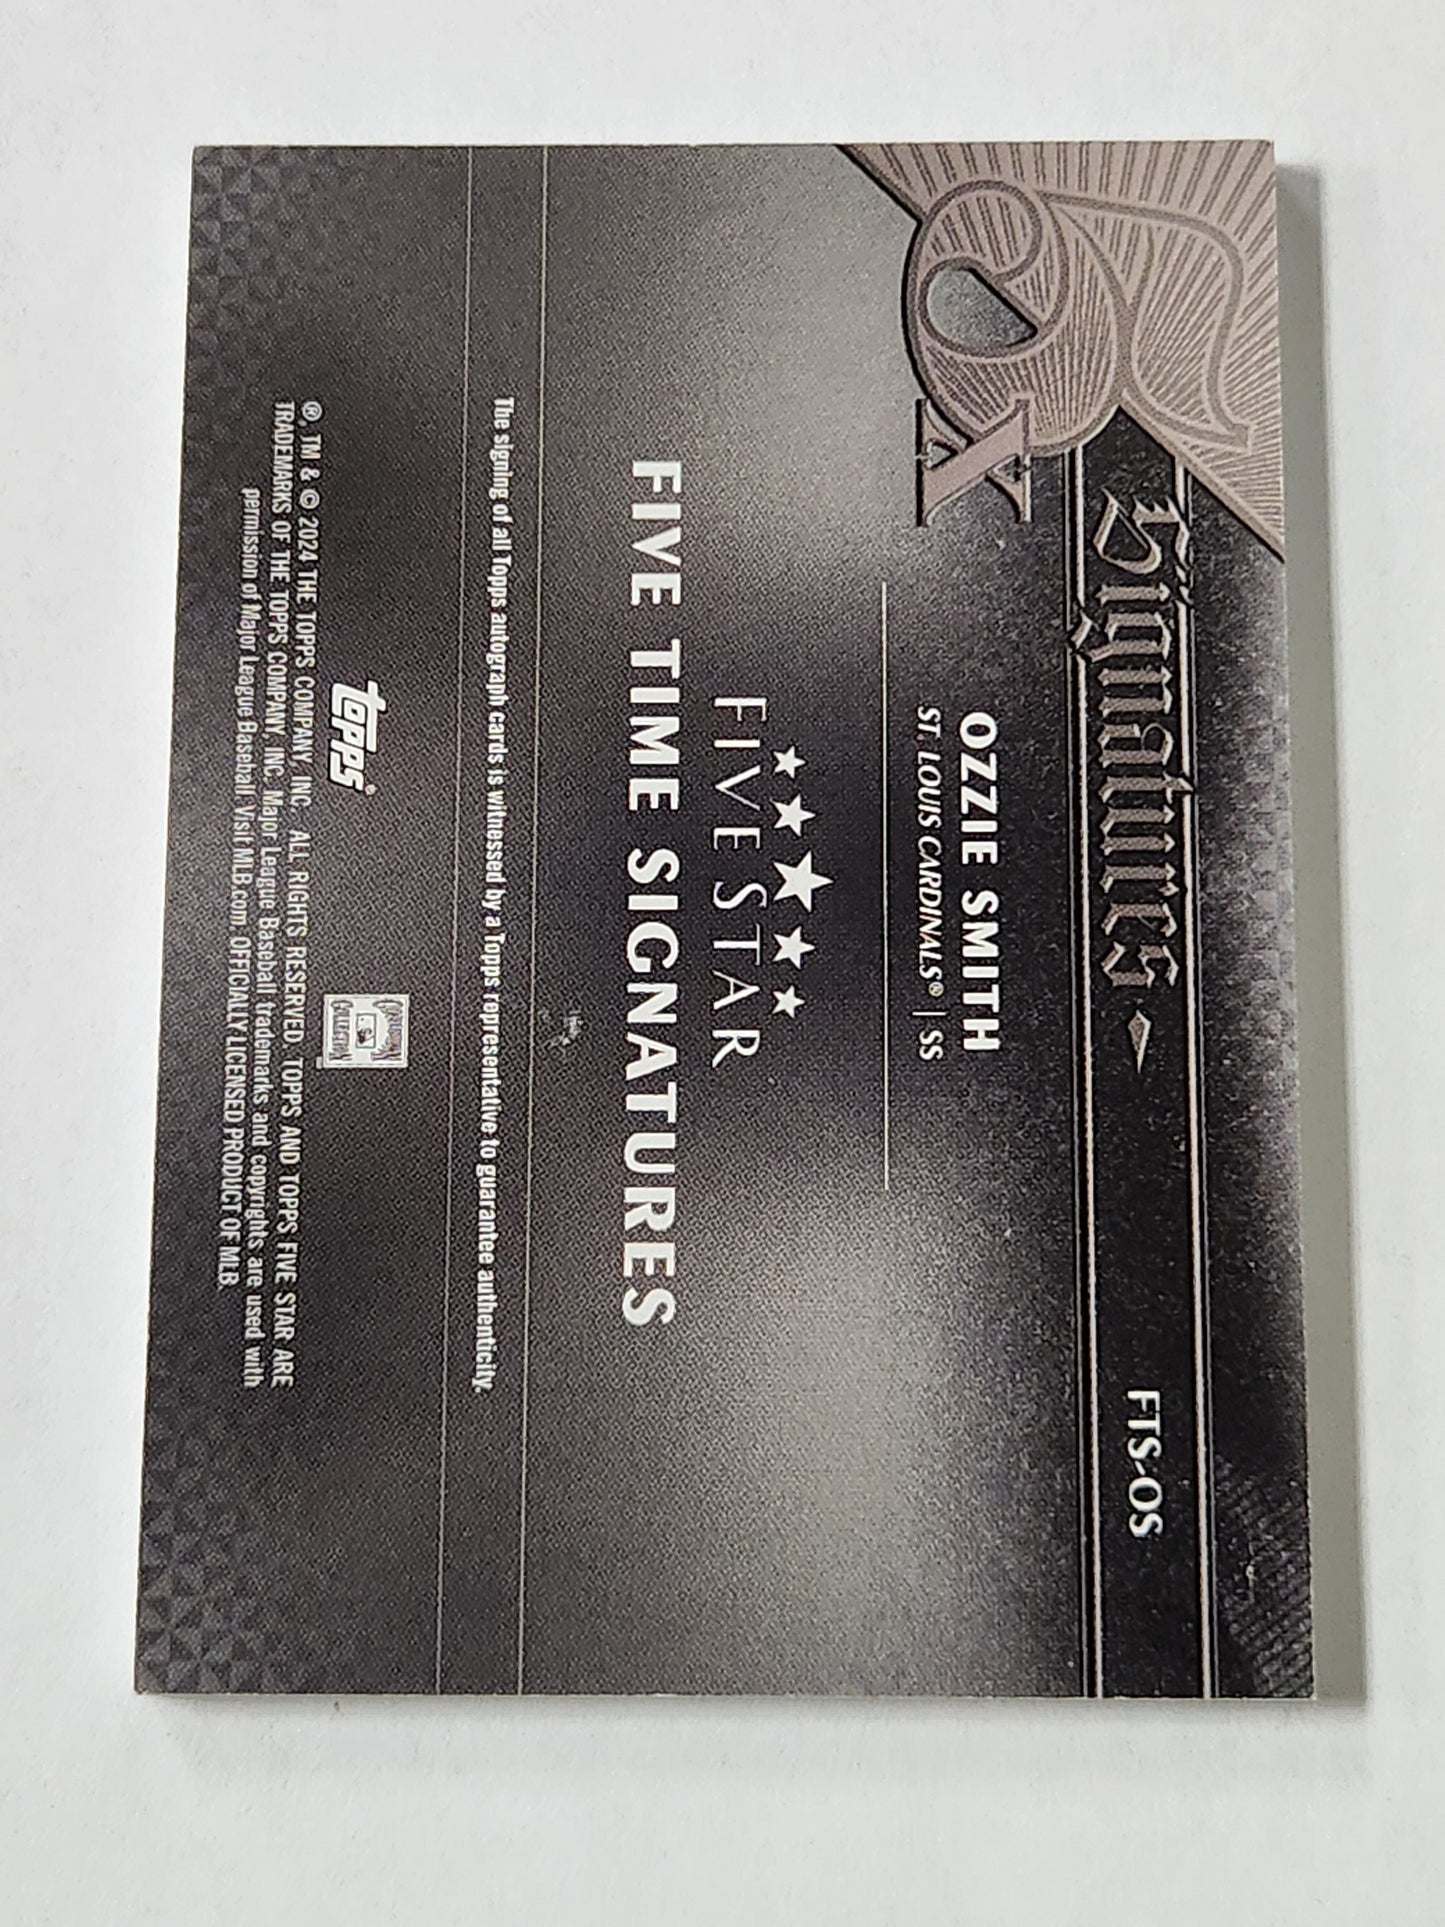 Signatures
FTS-OS
V
OZZIE SMITH
ST. LOUIS CARDINALS® | SS
FIVE STAR
FIVE TIME SIGNATURES
The signing of all Topps autograph cards is witnessed by a Topps representative to guarantee authenticity.
topps®
COOPERSTOWN
COLLECTION
®, TM & © 2024 THE TOPPS COMPANY, INC. ALL RIGHTS RESERVED. TOPPS AND TOPPS FIVE STAR ARE
TRADEMARKS OF THE TOPPS COMPANY, INC. Major League Baseball trademarks and copyrights are used with
permission of Major League Baseball. Visit MLB.com. OFFICIALLY LICENSED PRODUCT OF MLB.